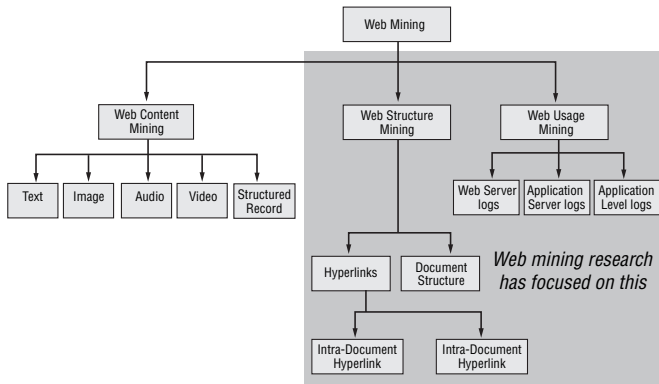 Web Mining
Web Content
Mining
Web Structure
Mining
Web Usage
Mining
Text
Image
Audio
Video
Structured
Record
Web Server
logs
Application
Server logs
Application
Level logs
Hyperlinks
Document
Structure
Web mining research
has focused on this
Intra-Document
Hyperlink
Intra-Document
Hyperlink